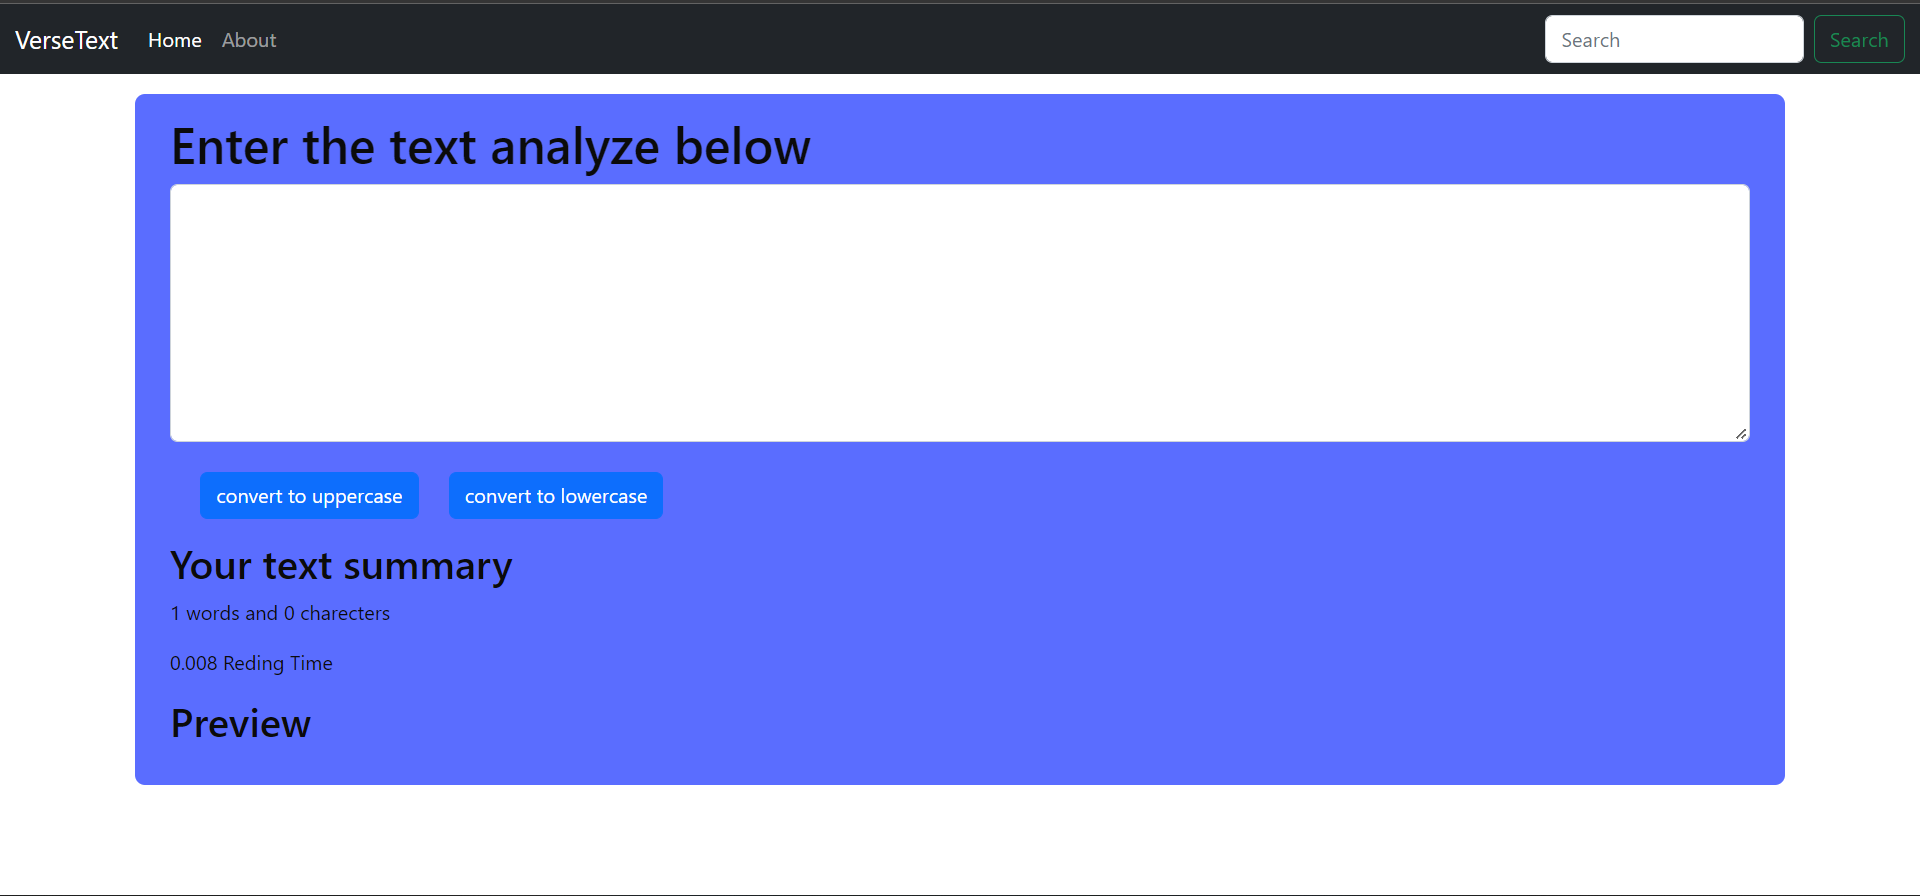 VerseText Home About Search Search
Enter the text analyze below
convert to uppercase convert to lowercase
Your text summary
1 words and 0 charecters
0.008 Reding Time
Preview